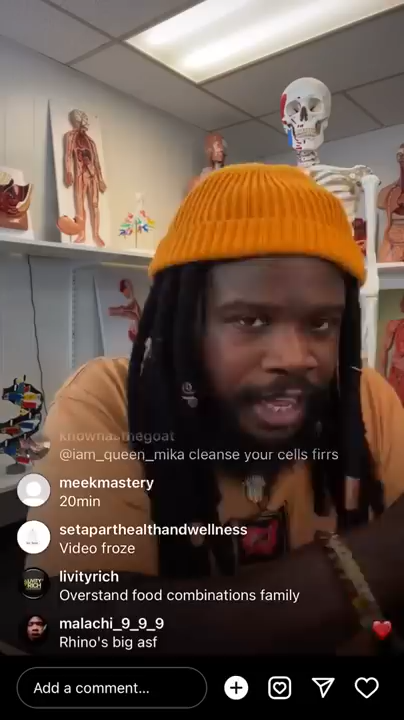 knownasthegoat
@iam_queen_mika cleanse your cells firrs
meekmastery
20min
setaparthealthandwellness
Video froze
livityrich
Overstand food combinations family
malachi_9_9_9
Rhino's big asf
Add a comment...